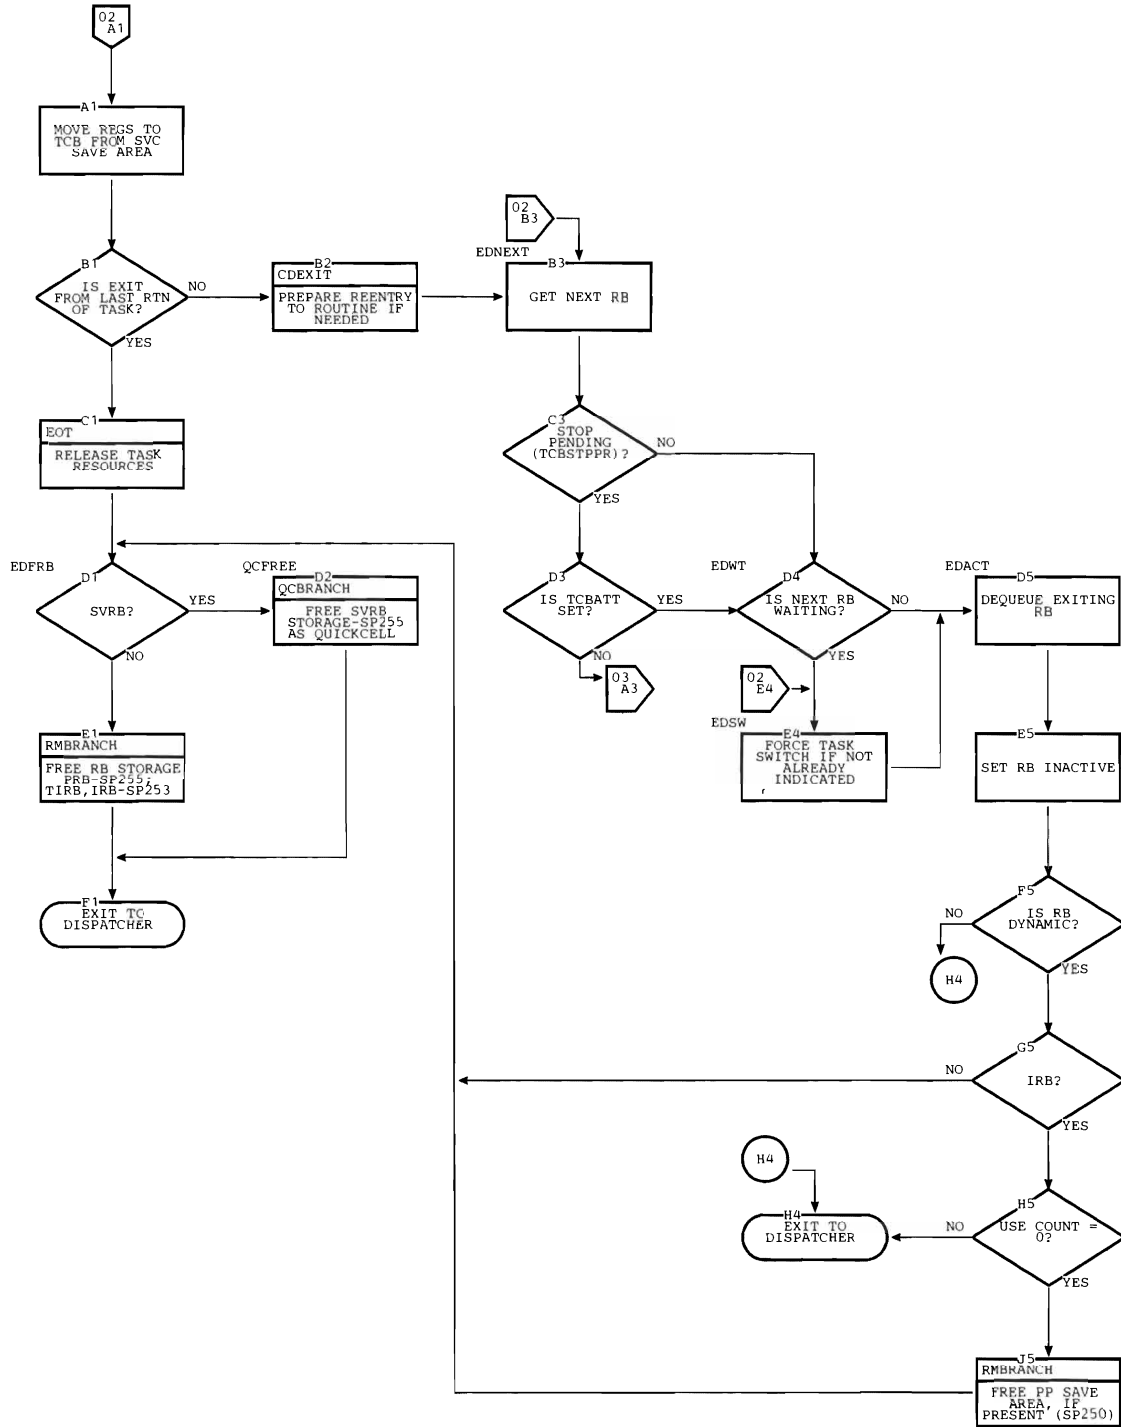 02
A1
A1
MOVE REGS TO
TCB FROM SVC
SAVE AREA
02
B3
EDNEXT
B1
IS EXIT
FROM LAST RTN
OF TASK?
NO
YES
B2
CDEXIT
PREPARE REENTRY
TO ROUTINE IF
NEEDED
B3
GET NEXT RB
C1
EOT
RELEASE TASK
RESOURCES
C3
STOP
PENDING
(TCBSTPPR)?
NO
YES
EDFRB
D1
SVRB?
YES
NO
QCFREE
D2
QCBRANCH
FREE SVRB
STORAGE-SP255
AS QUICKCELL
D3
IS TCBATT
SET?
YES
NO
03
A3
EDWT
D4
IS NEXT RB
WAITING?
NO
YES
EDACT
D5
DEQUEUE EXITING
RB
02
E4
EDSW
E1
RMBRANCH
FREE RB STORAGE
PRB-SP255;
TIRB,IRB-SP253
E4
FORCE TASK
SWITCH IF NOT
ALREADY
INDICATED
E5
SET RB INACTIVE
F1
EXIT TO
DISPATCHER
F5
IS RB
DYNAMIC?
NO
YES
H4
G5
IRB?
NO
YES
H4
H4
EXIT TO
DISPATCHER
H5
USE COUNT =
0?
NO
YES
J5
RMBRANCH
FREE PP SAVE
AREA, IF
PRESENT (SP250)